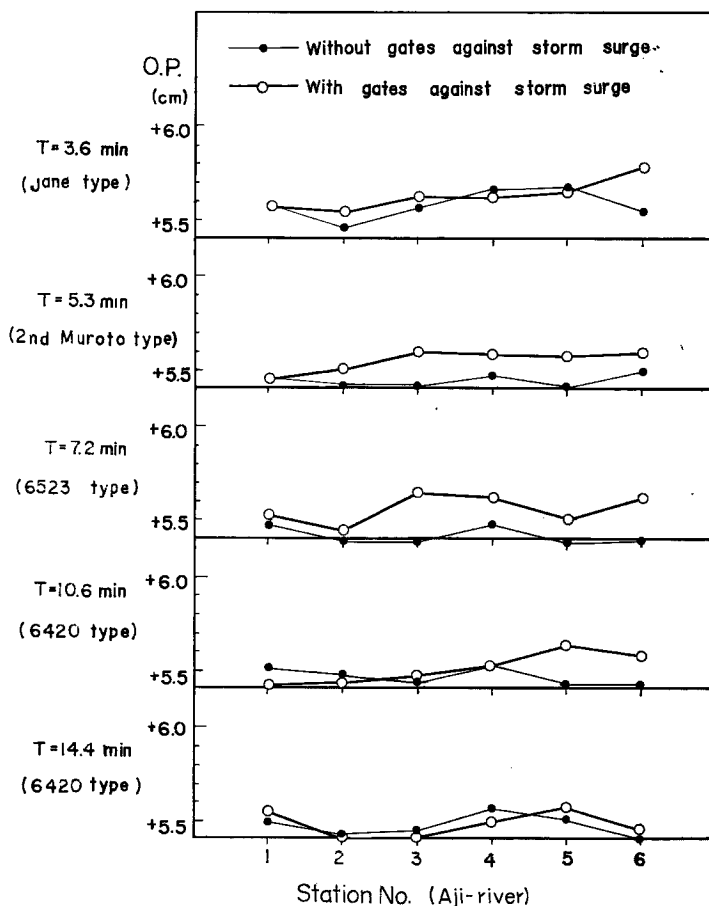 Without gates against storm surge
With gates against storm surge
O.P.
(cm)
+6.0
T=3.6 min
(Jane type)
+5.5
+6.0
T=5.3 min
(2nd Muroto type)
+5.5
+6.0
T=7.2 min
(6523 type)
+5.5
+6.0
T=10.6 min
(6420 type)
+5.5
+6.0
T=14.4 min
(6420 type)
+5.5
1 2 3 4 5 6
Station No. (Aji-river)